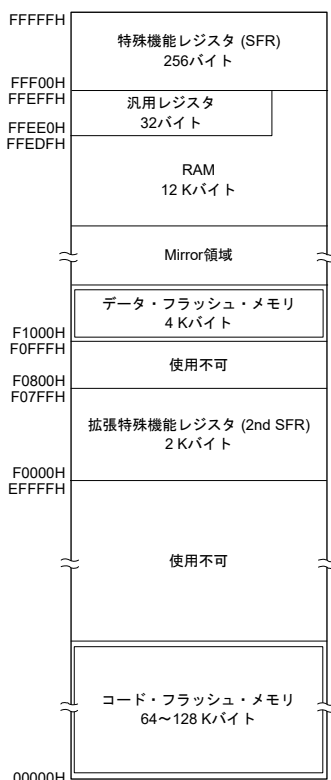 FFFFFH
特殊機能レジスタ (SFR)
256バイト
FFF00H
FFEFFH
汎用レジスタ
32バイト
FFEE0H
FFEDFH
RAM
12 Kバイト
Mirror領域
データ・フラッシュ・メモリ
4 Kバイト
F1000H
F0FFFH
使用不可
F0800H
F07FFH
拡張特殊機能レジスタ (2nd SFR)
2 Kバイト
F0000H
EFFFFH
使用不可
コード・フラッシュ・メモリ
64～128 Kバイト
00000H